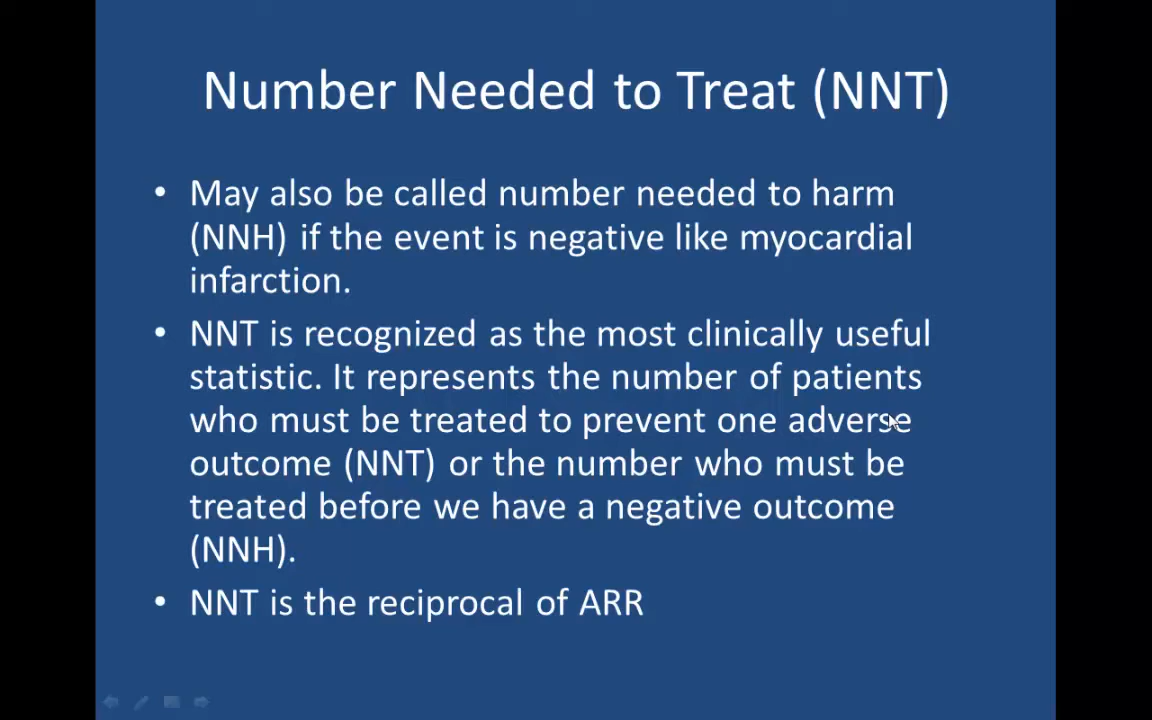 Number Needed to Treat (NNT)
• May also be called number needed to harm
(NNH) if the event is negative like myocardial
infarction.
• NNT is recognized as the most clinically useful
statistic. It represents the number of patients
who must be treated to prevent one adverse
outcome (NNT) or the number who must be
treated before we have a negative outcome
(NNH).
• NNT is the reciprocal of ARR